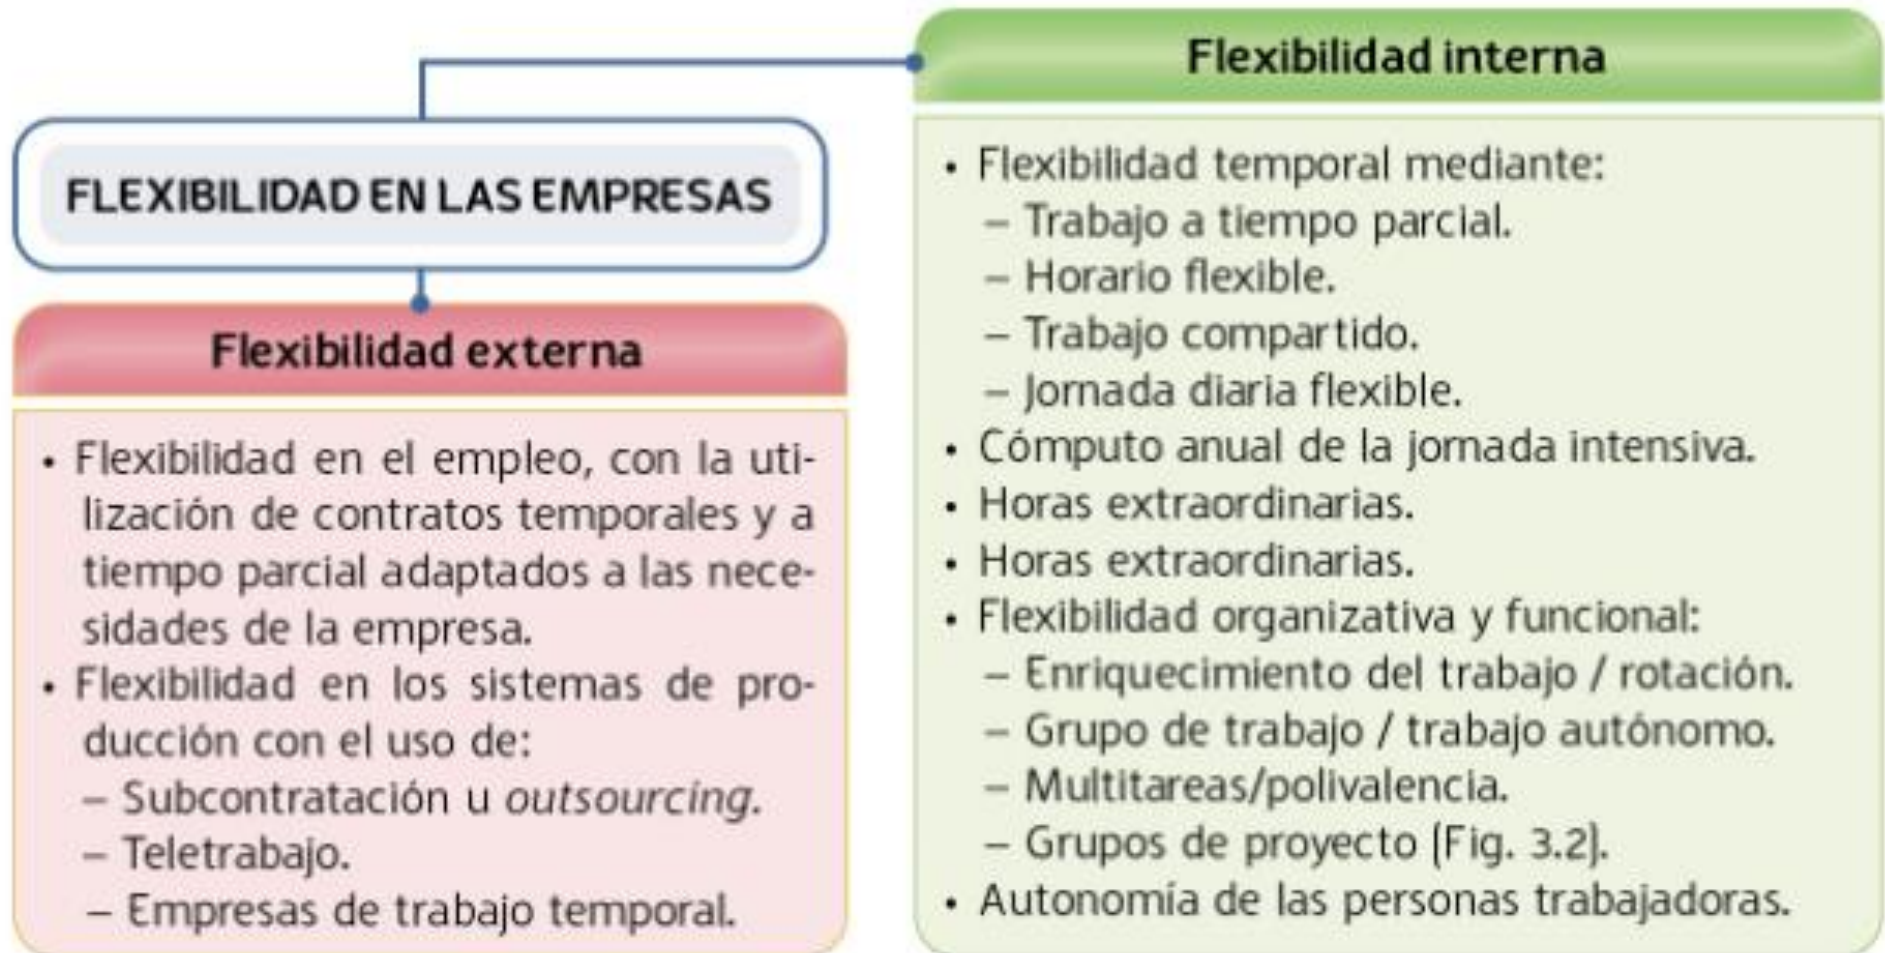 FLEXIBILIDAD EN LAS EMPRESAS
Flexibilidad externa
• Flexibilidad en el empleo, con la uti-
lización de contratos temporales y a
tiempo parcial adaptados a las nece-
sidades de la empresa.
• Flexibilidad en los sistemas de pro-
ducción con el uso de:
– Subcontratación u outsourcing.
– Teletrabajo.
– Empresas de trabajo temporal.
Flexibilidad interna
• Flexibilidad temporal mediante:
– Trabajo a tiempo parcial.
– Horario flexible.
– Trabajo compartido.
– Jornada diaria flexible.
• Cómputo anual de la jornada intensiva.
• Horas extraordinarias.
• Horas extraordinarias.
• Flexibilidad organizativa y funcional:
– Enriquecimiento del trabajo / rotación.
– Grupo de trabajo / trabajo autónomo.
– Multitareas/polivalencia.
– Grupos de proyecto (Fig. 3.2).
• Autonomía de las personas trabajadoras.